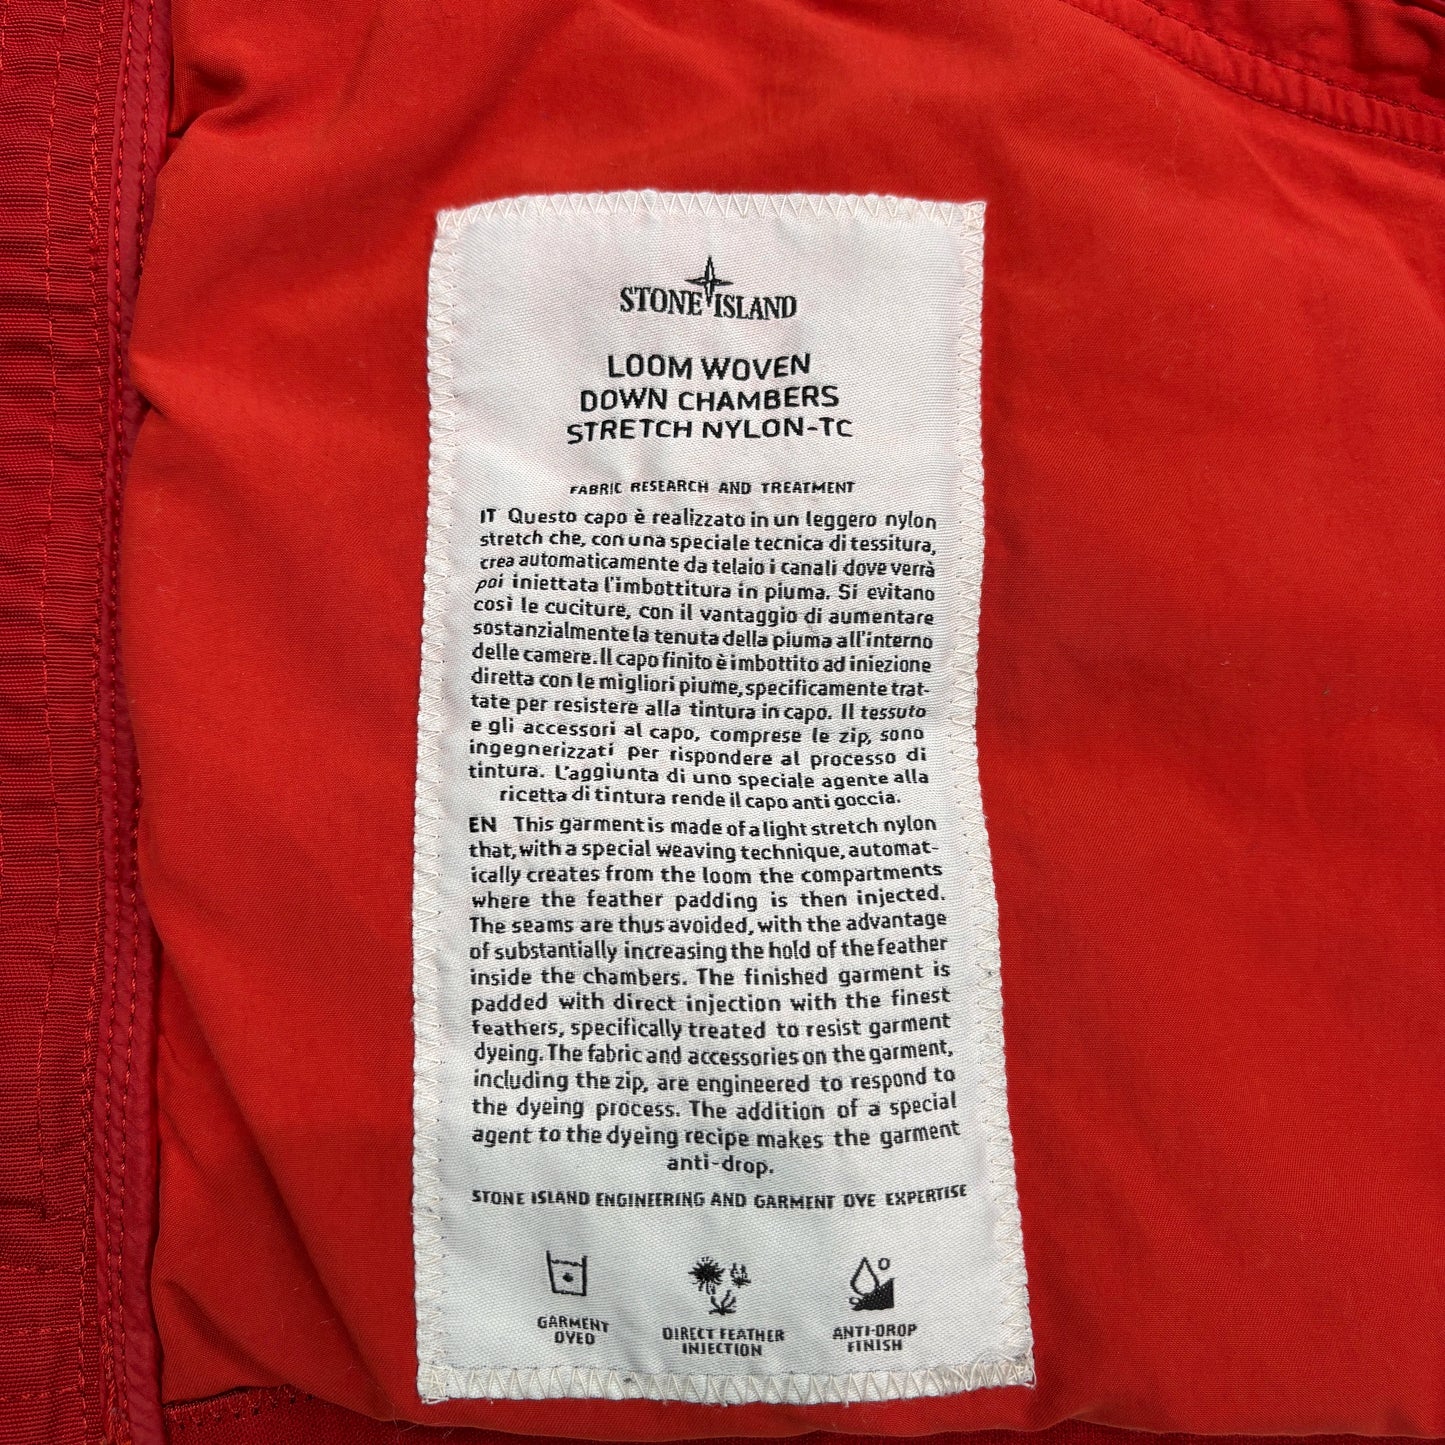 STONE ISLAND
LOOM WOVEN
DOWN CHAMBERS
STRETCH NYLON-TC
FABRIC RESEARCH AND TREATMENT
IT Questo capo è realizzato in un leggero nylon
stretch che, con una speciale tecnica di tessitura,
crea automaticamente da telaio i canali dove verrà
poi iniettata l'imbottitura in piuma. Si evitano
così le cuciture, con il vantaggio di aumentare
sostanzialmente la tenuta della piuma all'interno
delle camere. Il capo finito è imbottito ad iniezione
diretta con le migliori piume, specificamente trat-
tate per resistere alla tintura in capo. Il tessuto
e gli accessori al capo, comprese le zip, sono
ingegnerizzati per rispondere al processo di
tintura. L'aggiunta di uno speciale agente alla
ricetta di tintura rende il capo anti goccia.
EN This garment is made of a light stretch nylon
that, with a special weaving technique, automat-
ically creates from the loom the compartments
where the feather padding is then injected.
The seams are thus avoided, with the advantage
of substantially increasing the hold of the feather
inside the chambers. The finished garment is
padded with direct injection with the finest
feathers, specifically treated to resist garment
dyeing. The fabric and accessories on the garment,
including the zip, are engineered to respond to
the dyeing process. The addition of a special
agent to the dyeing recipe makes the garment
anti-drop.
STONE ISLAND ENGINEERING AND GARMENT DYE EXPERTISE
GARMENT
DYED
DIRECT FEATHER
INJECTION
ANTI-DROP
FINISH